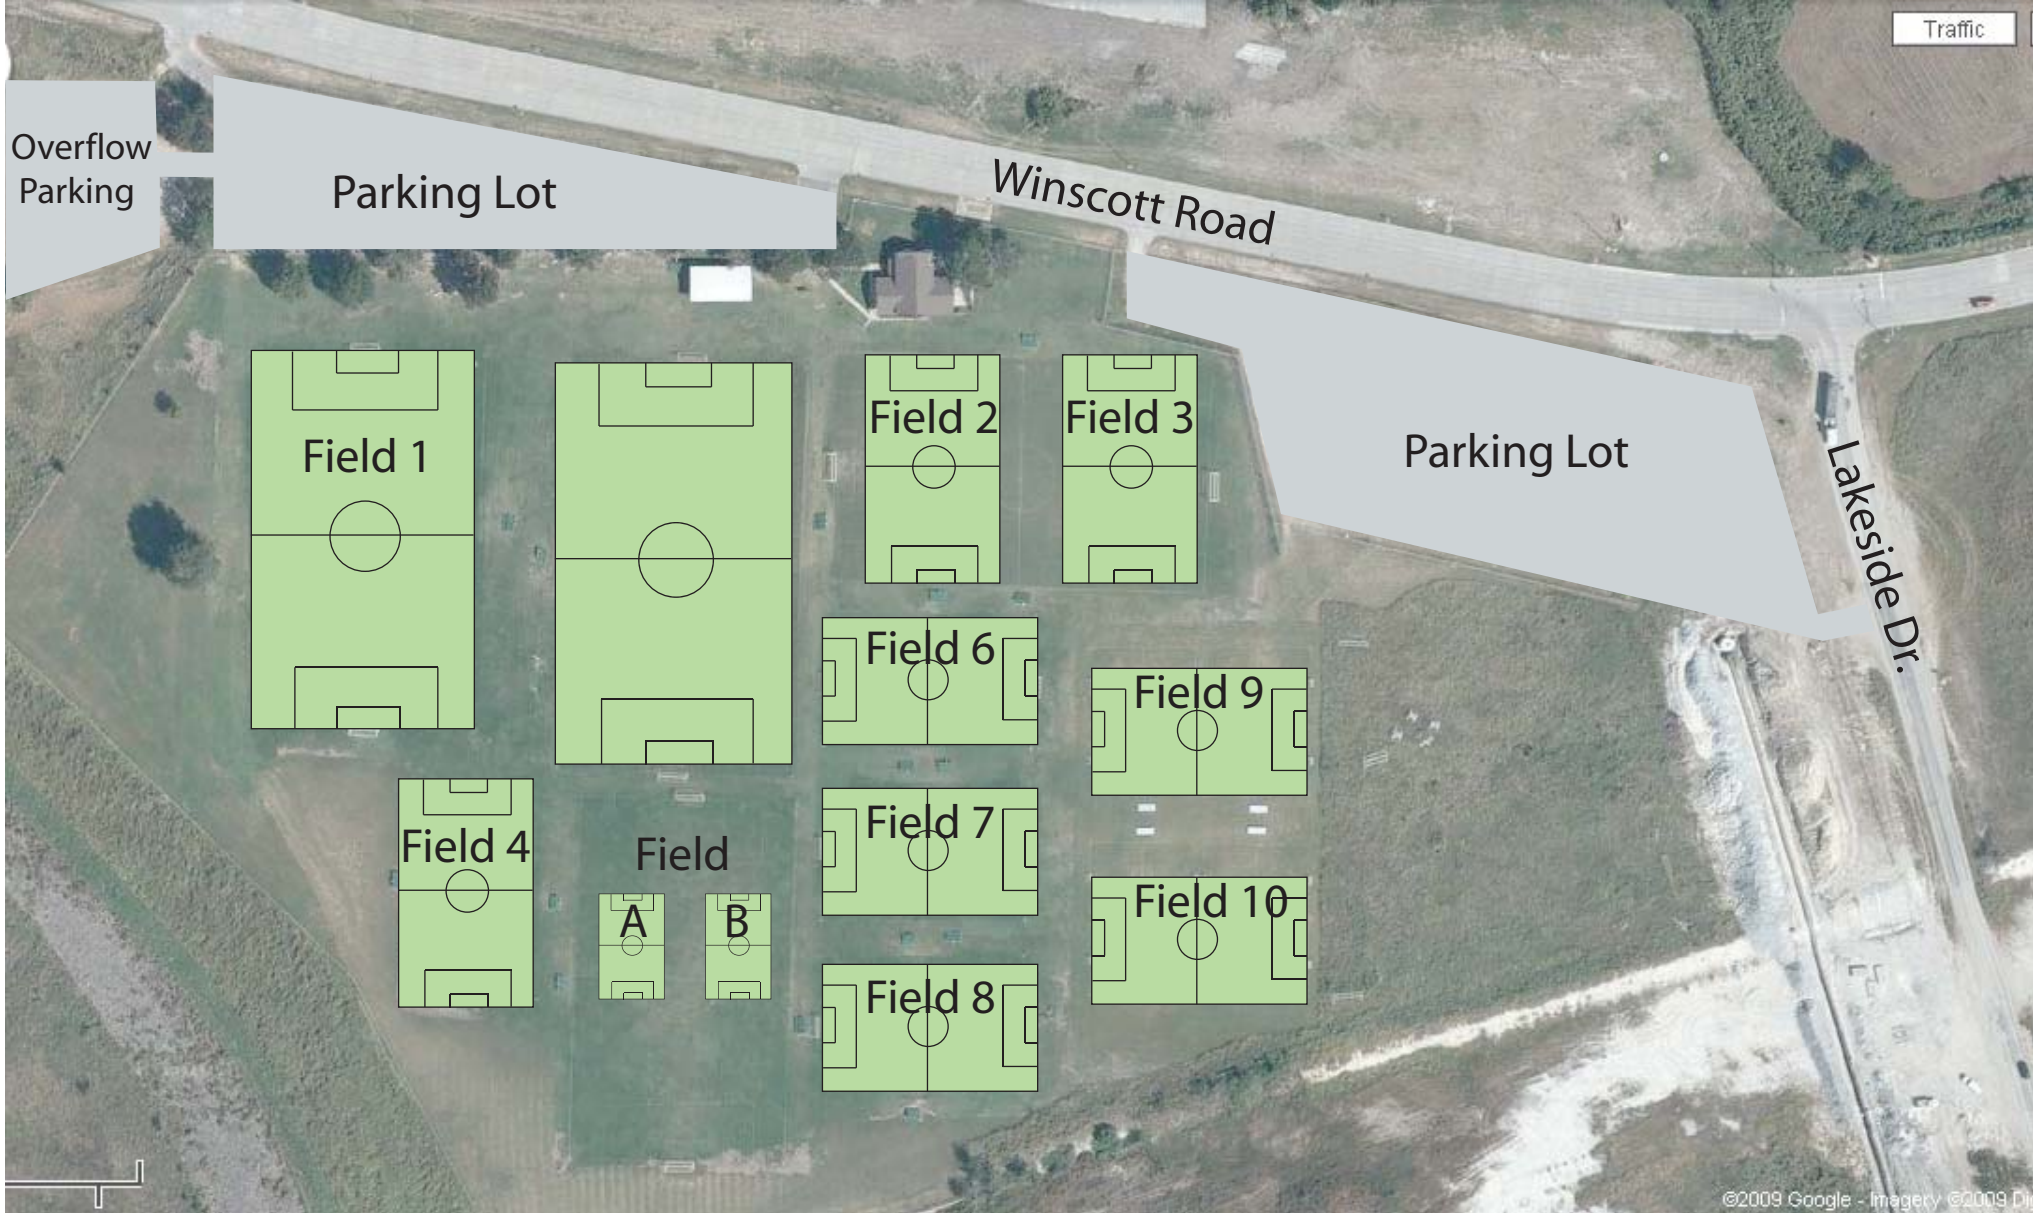 Traffic
Overflow
Parking
Parking Lot
Winscott Road
Field 1
Field 2
Field 3
Parking Lot
Lakeside Dr.
Field 6
Field 9
Field 4
Field
A
B
Field 7
Field 10
Field 8
©2009 Google - Imagery ©2009 Di